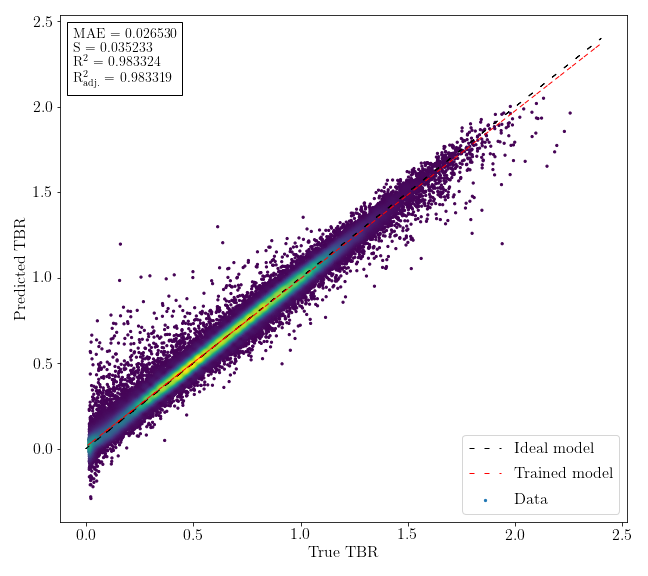 MAE = 0.026530
S = 0.035233
R² = 0.983324
R²adj. = 0.983319
2.5
2.0
1.5
1.0
0.5
0.0
Predicted TBR
Ideal model
Trained model
Data
0.0 0.5 1.0 1.5 2.0 2.5
True TBR